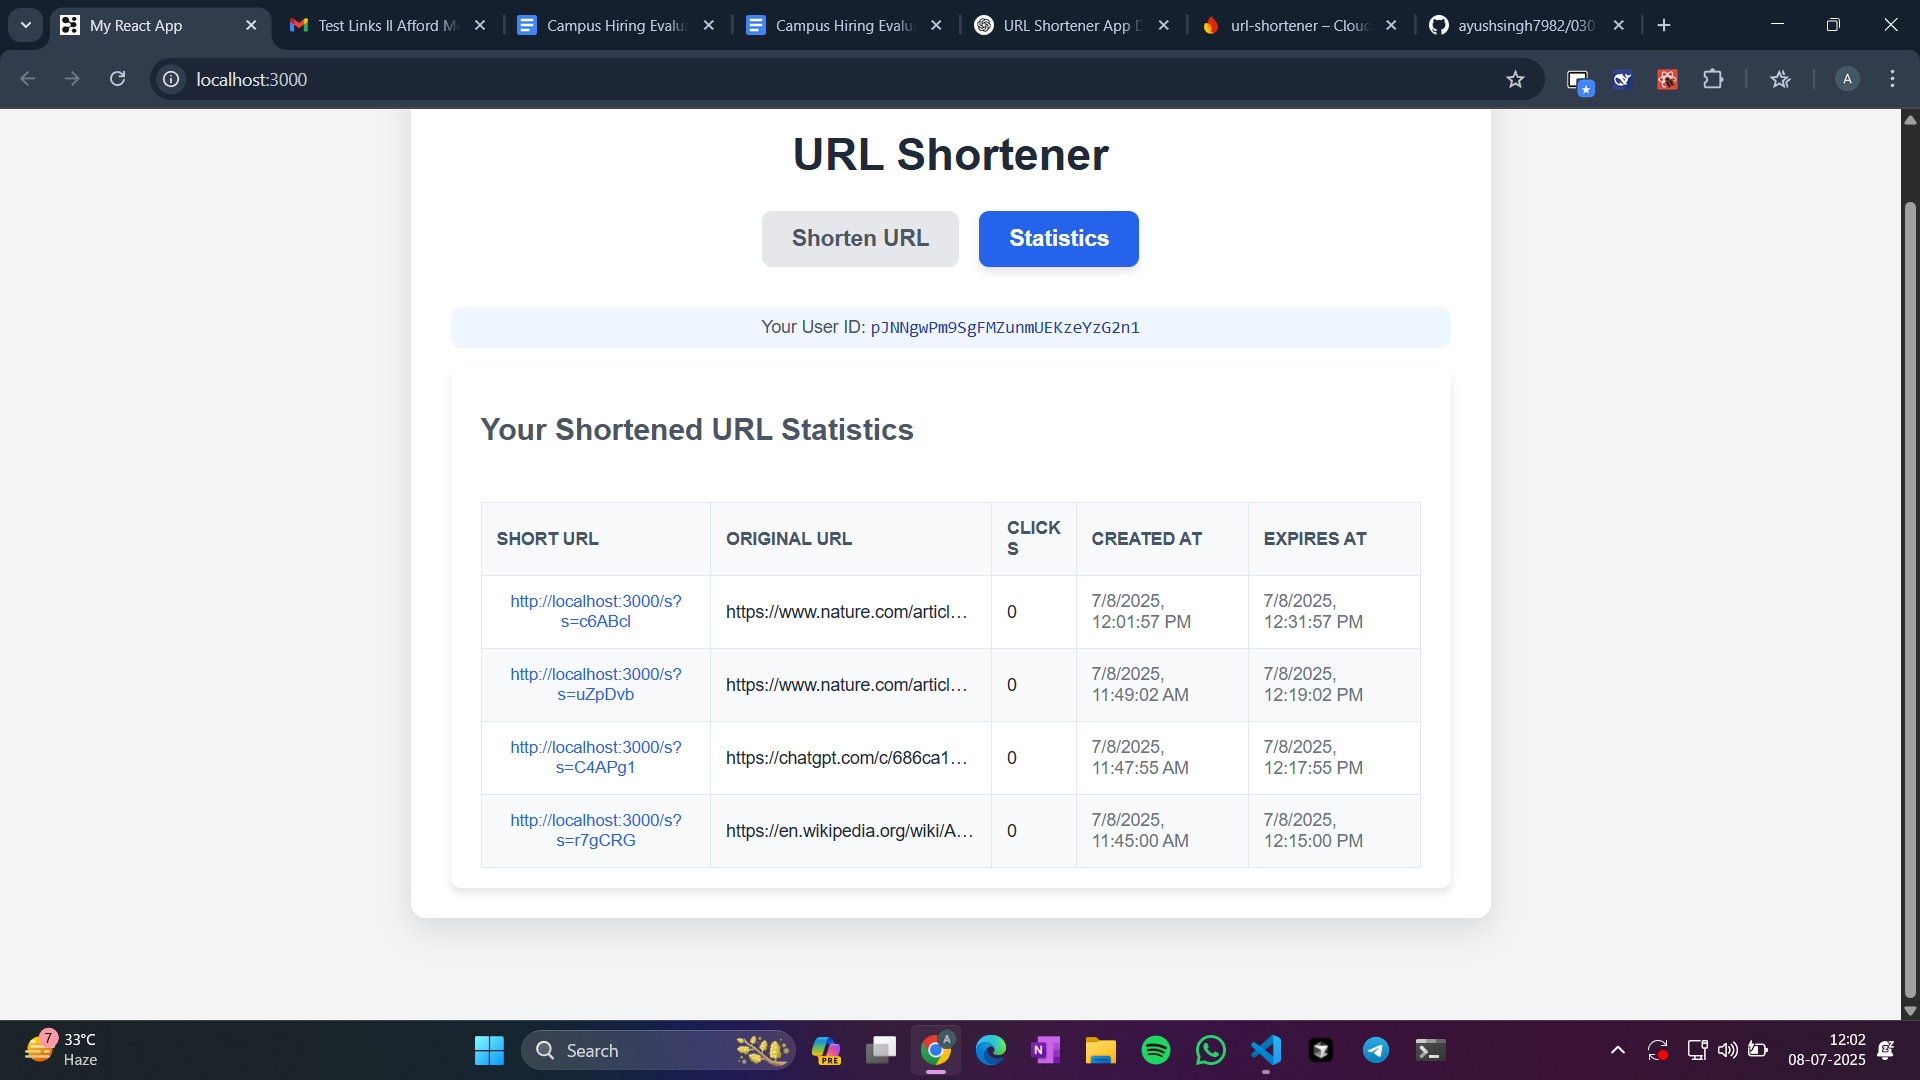 My React App
Test Links ll Afford M
Campus Hiring Evalua
Campus Hiring Evalua
URL Shortener App D
url-shortener – Cloud
ayushsingh7982/030
localhost:3000
A
URL Shortener
Shorten URL
Statistics
Your User ID: pJNNgwPm9SgFMZunmUEKzeYzG2n1
Your Shortened URL Statistics
SHORT URL
ORIGINAL URL
CLICK
S
CREATED AT
EXPIRES AT
http://localhost:3000/s?
s=c6ABcl
https://www.nature.com/articl...
0
7/8/2025,
12:01:57 PM
7/8/2025,
12:31:57 PM
http://localhost:3000/s?
s=uZpDvb
https://www.nature.com/articl...
0
7/8/2025,
11:49:02 AM
7/8/2025,
12:19:02 PM
http://localhost:3000/s?
s=C4APg1
https://chatgpt.com/c/686ca1...
0
7/8/2025,
11:47:55 AM
7/8/2025,
12:17:55 PM
http://localhost:3000/s?
s=r7gCRG
https://en.wikipedia.org/wiki/A...
0
7/8/2025,
11:45:00 AM
7/8/2025,
12:15:00 PM
7
33°C
Haze
Search
PRE
A
N
12:02
08-07-2025